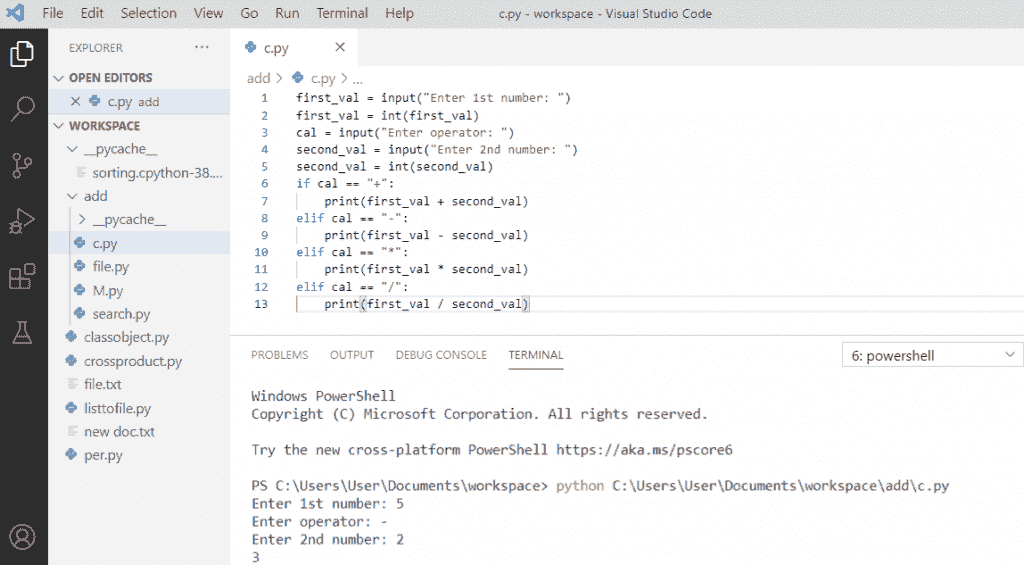 File Edit Selection View Go Run Terminal Help c.py - workspace - Visual Studio Code
EXPLORER ...
OPEN EDITORS
c.py add
WORKSPACE
__pycache__
sorting.cpython-38....
add
__pycache__
c.py
file.py
M.py
search.py
classobject.py
crossproduct.py
file.txt
listtofile.py
new doc.txt
per.py
c.py
add > c.py > ...
1 first_val = input("Enter 1st number: ")
2 first_val = int(first_val)
3 cal = input("Enter operator: ")
4 second_val = input("Enter 2nd number: ")
5 second_val = int(second_val)
6 if cal == "+":
7 print(first_val + second_val)
8 elif cal == "-":
9 print(first_val - second_val)
10 elif cal == "*":
11 print(first_val * second_val)
12 elif cal == "/":
13 print(first_val / second_val)
PROBLEMS OUTPUT DEBUG CONSOLE TERMINAL 6: powershell
Windows PowerShell
Copyright (C) Microsoft Corporation. All rights reserved.
Try the new cross-platform PowerShell https://aka.ms/pscore6
PS C:\Users\User\Documents\workspace> python C:\Users\User\Documents\workspace\add\c.py
Enter 1st number: 5
Enter operator: -
Enter 2nd number: 2
3